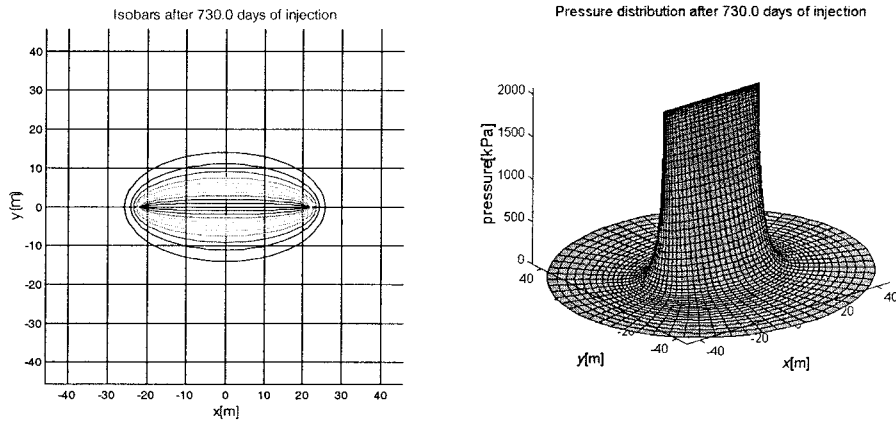 Isobars after 730.0 days of injection
40
30
20
10
0
-10
-20
-30
-40
y[m]
-40 -30 -20 -10 0 10 20 30 40
x[m]
Pressure distribution after 730.0 days of injection
2000
1500
1000
500
0
pressure[kPa]
40
-20
-40
y[m]
-40
-20
0
20
40
x[m]